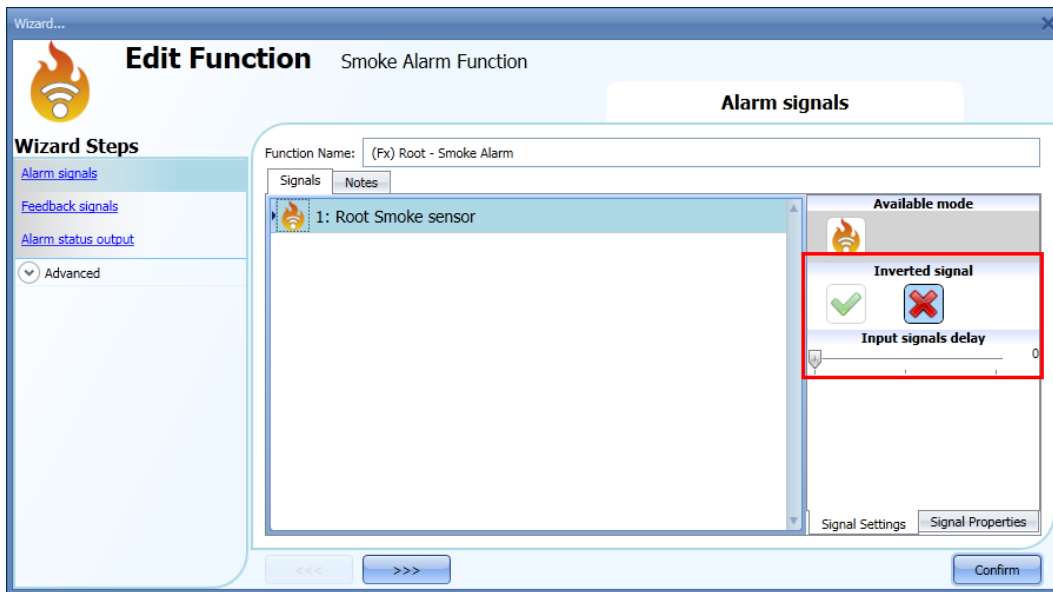 Wizard...
Edit Function Smoke Alarm Function
Alarm signals
Wizard Steps
Alarm signals
Feedback signals
Alarm status output
Advanced
Function Name: (Fx) Root - Smoke Alarm
Signals Notes
1: Root Smoke sensor
Available mode
Inverted signal
Input signals delay
0
Signal Settings Signal Properties
<<< >>> Confirm